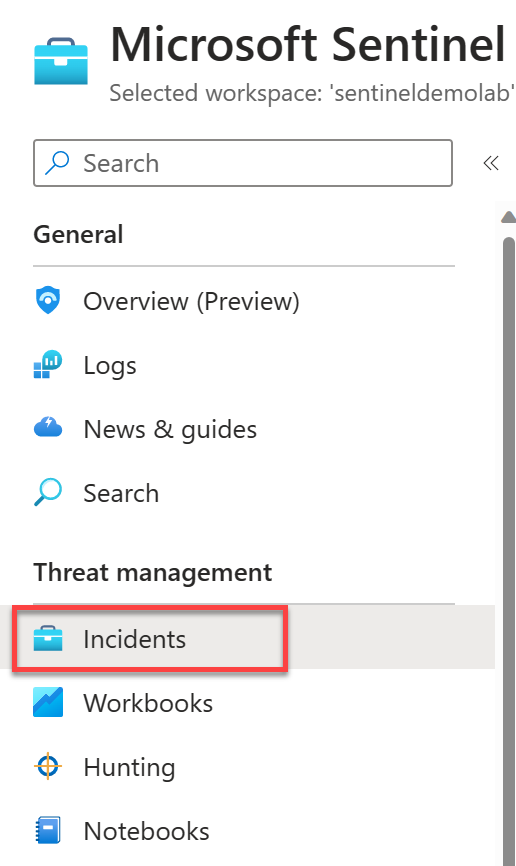 Microsoft Sentinel
Selected workspace: 'sentineldemolab'
Search
General
Overview (Preview)
Logs
News & guides
Search
Threat management
Incidents
Workbooks
Hunting
Notebooks